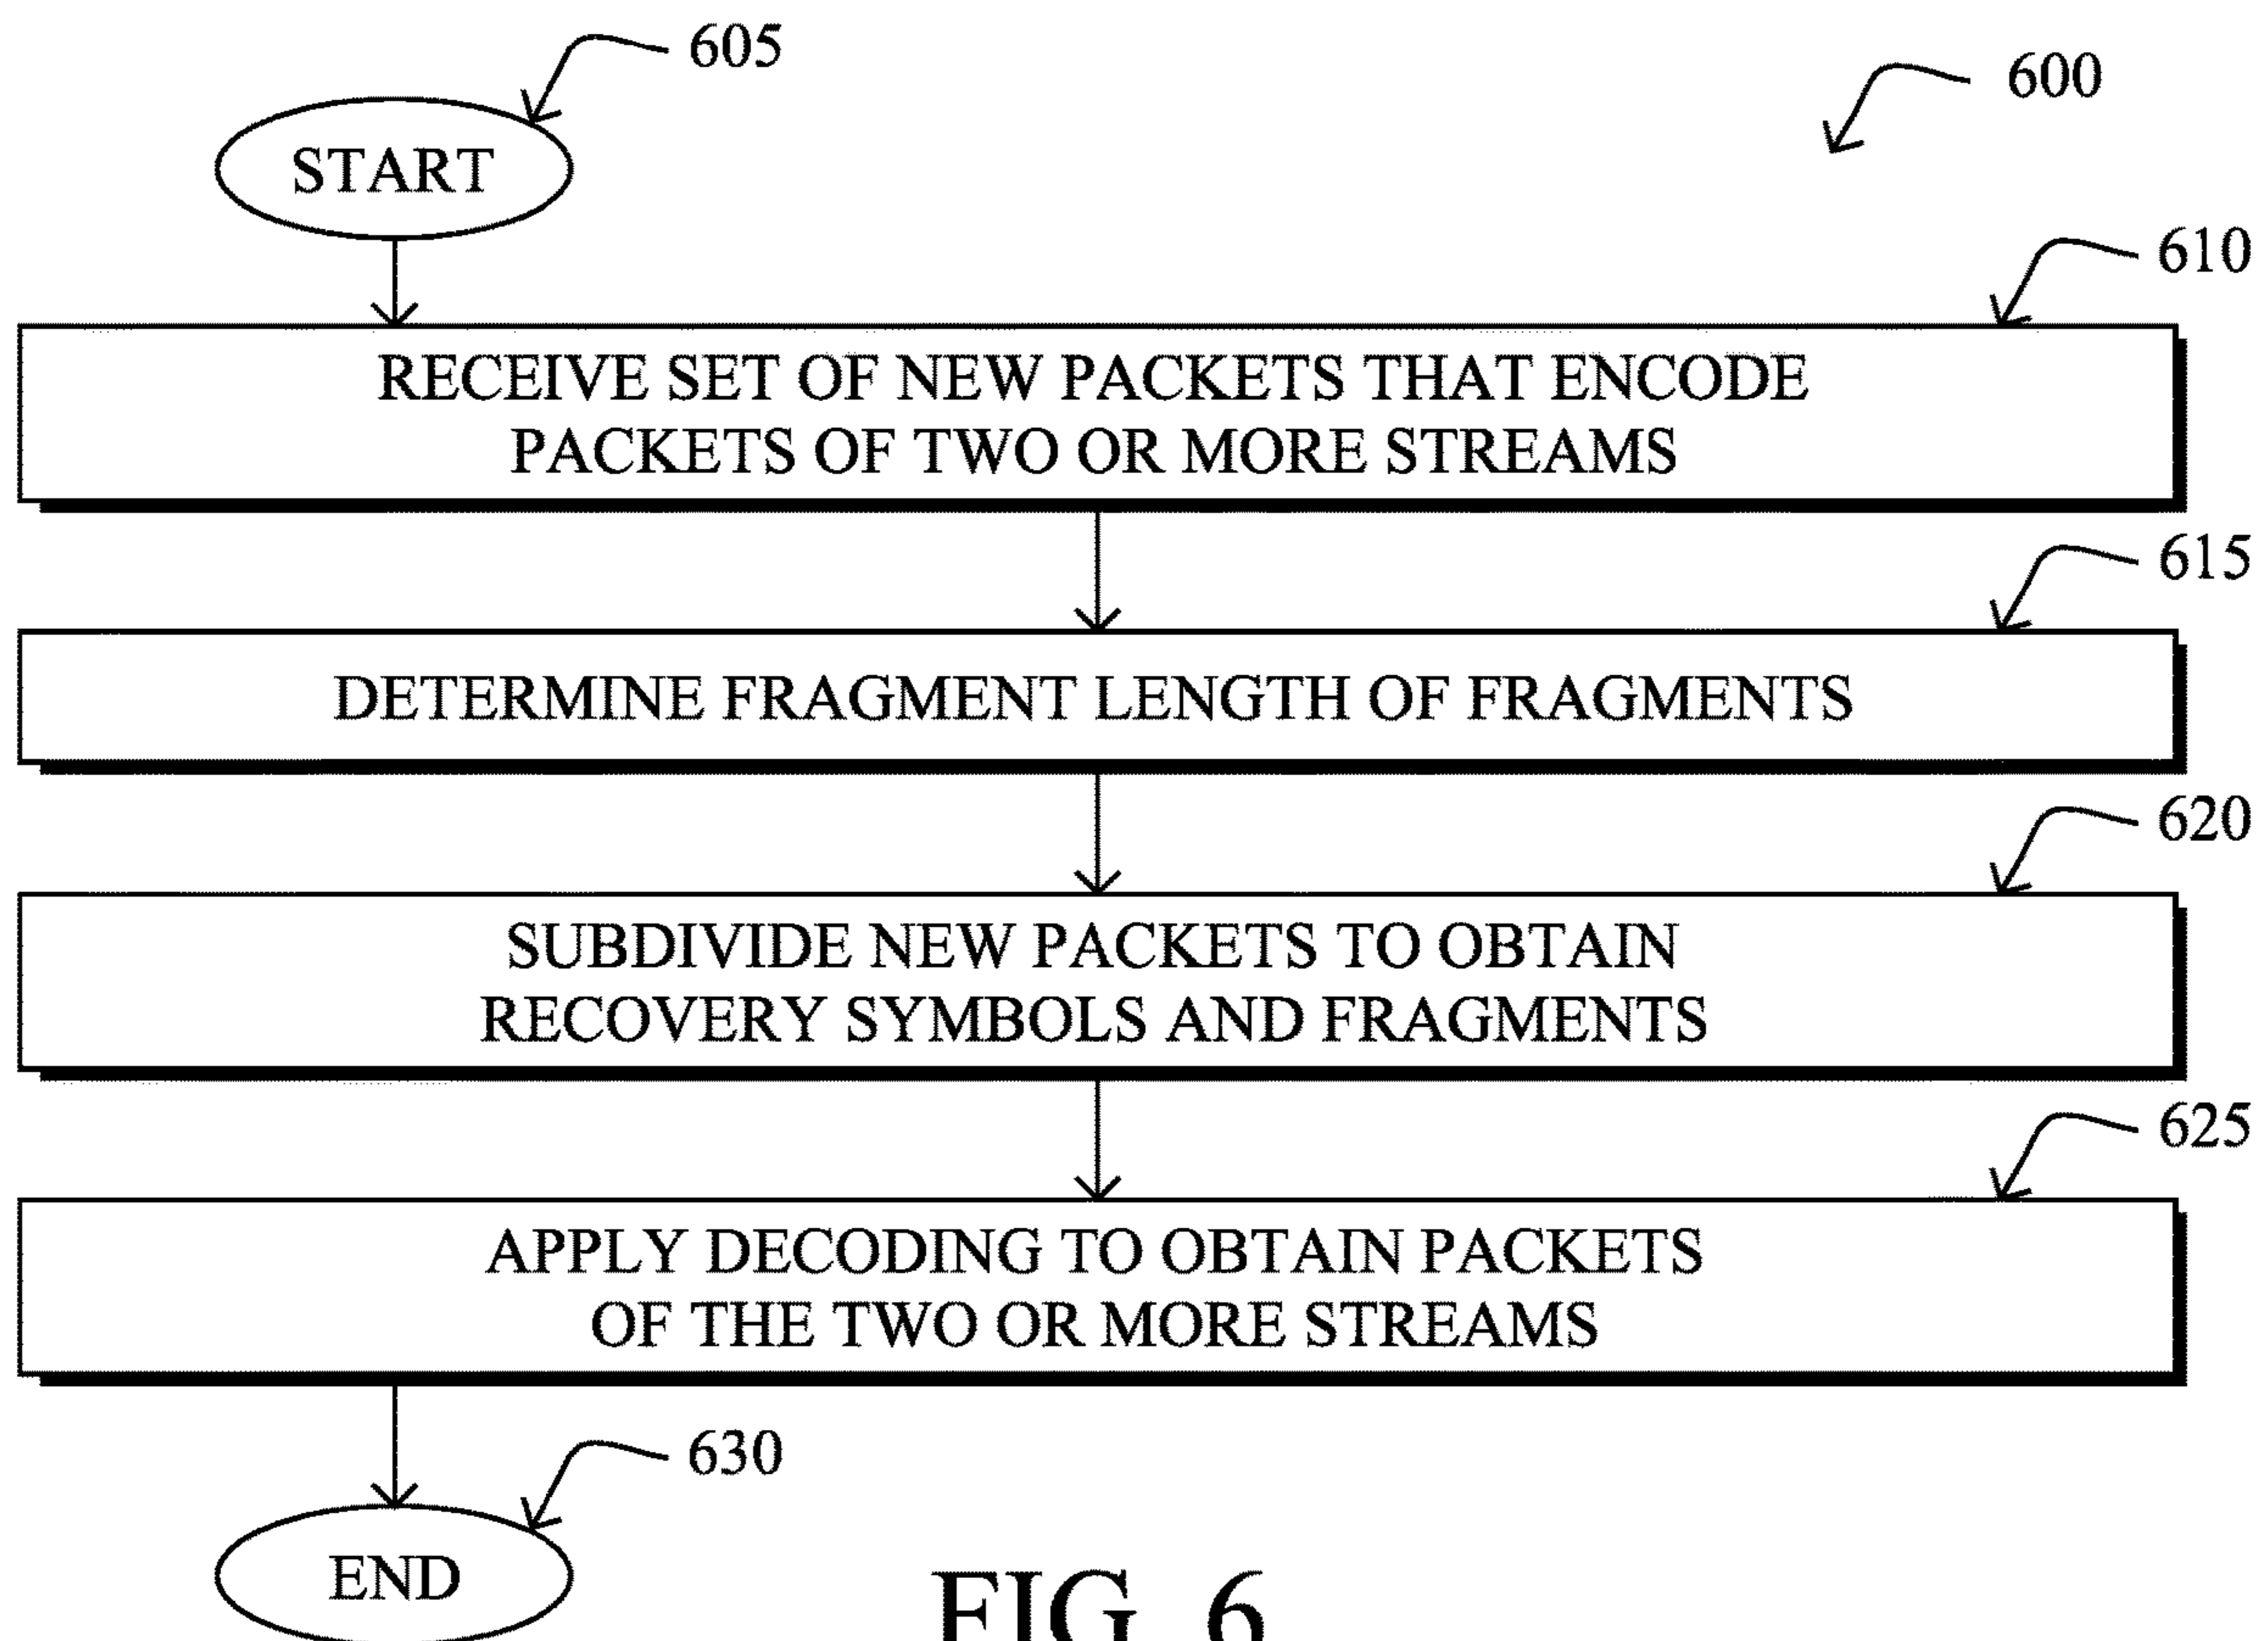 605
600
START
610
RECEIVE SET OF NEW PACKETS THAT ENCODE
PACKETS OF TWO OR MORE STREAMS
615
DETERMINE FRAGMENT LENGTH OF FRAGMENTS
620
SUBDIVIDE NEW PACKETS TO OBTAIN
RECOVERY SYMBOLS AND FRAGMENTS
625
APPLY DECODING TO OBTAIN PACKETS
OF THE TWO OR MORE STREAMS
630
END
FIG. 6